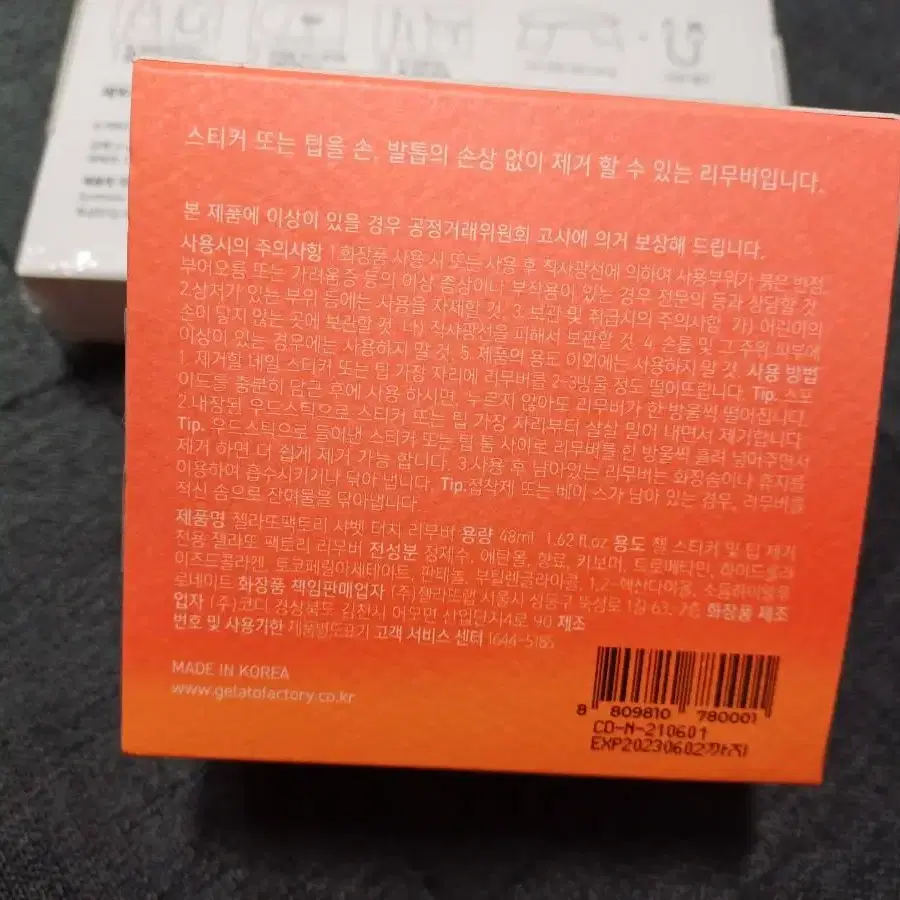 스티커 또는 팁을 손, 발톱의 손상 없이 제거 할 수 있는 리무버입니다.
본 제품에 이상이 있을 경우 공정거래위원회 고시에 의거 보상해 드립니다.
사용시의 주의사항 1.화장품 사용 시 또는 사용 후 직사광선에 의하여 사용부위가 붉은 반점,
부어오름 또는 가려움증 등의 이상 증상이나 부작용이 있는 경우 전문의 등과 상담할 것
2.상처가 있는 부위 등에는 사용을 자제할 것, 3. 보관 및 취급시의 주의사항 가) 어린이의
손이 닿지 않는 곳에 보관할 것. 나) 직사광선을 피해서 보관할 것. 4. 손톱 및 그 주위 피부에
이상이 있는 경우에는 사용하지 말 것. 5. 제품의 용도 이외에는 사용하지 말 것. 사용 방법
1. 제거할 네일 스티커 또는 팁 가장 자리에 리무버를 2-3방울 정도 떨어뜨립니다. Tip. 스포
이드를 충분히 담근 후에 사용 하시면, 누르지 않아도 리무버가 한 방울씩 떨어집니다.
2.내장된 우드스틱으로, 스티커 또는 팁 가장 자리부터 살살 밀어 내면서 제거합니다.
Tip. 우드스틱으로 들어낸 스티커 또는 팁 톱 사이로 리무버를 한 방울씩 흘려 넣어주면서
제거 하면 더 쉽게 제거 가능 합니다. 3.사용 후 남아있는 리무버는 화장솜이나 휴지를
이용하여 흡수시키거나 닦아 냅니다. Tip.접착제 또는 베이스가 남아 있는 경우, 리무버를
적신 솜으로 잔여물을 닦아냅니다.
제품명 젤라또팩토리 샤벳 터치 리무버 용량 48ml 1.62 fl.oz 용도 젤 스티커 및 팁 제거
전용 젤라또 팩토리 리무버 전성분 정제수, 에탄올, 향료, 카보머, 트로메타민, 하이드롤라
이즈드콜라겐, 토코페릴아세테이트, 판테놀, 부틸렌글라이콜, 1,2-헥산다이올, 소듐하이알루
로네이트 화장품 책임판매업자 (주)젤라또랩 서울시 성동구 뚝섬로 1길 63, 2층 화장품 제조
업자 (주)코디 경상북도 김천시 어모면 산업단지4로 90 제조
번호 및 사용기한 제품별도표기 고객 서비스 센터 1644-5185
MADE IN KOREA
www.gelatofactory.co.kr
8 809810 780001
CD-N-210601
EXP20230602까지